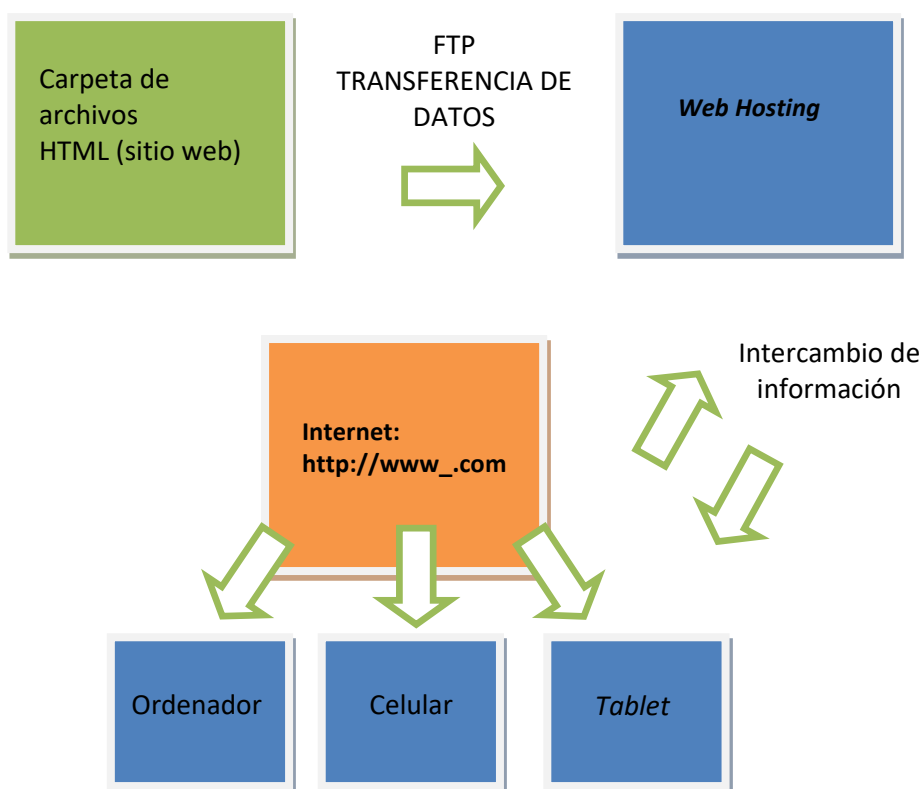 Carpeta de
archivos
HTML (sitio web)
FTP
TRANSFERENCIA DE
DATOS
Web Hosting
Intercambio de
información
Internet:
http://www_.com
Ordenador
Celular
Tablet